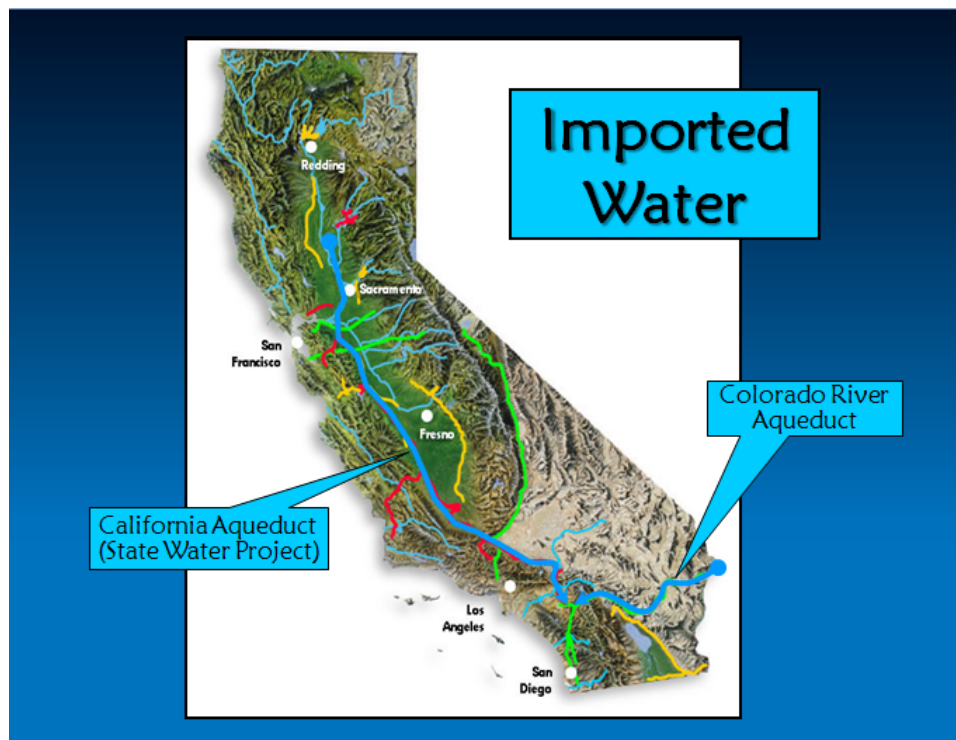 Imported
Water
Redding
Sacramento
San
Francisco
Fresno
Colorado River
Aqueduct
California Aqueduct
(State Water Project)
Los
Angeles
San
Diego